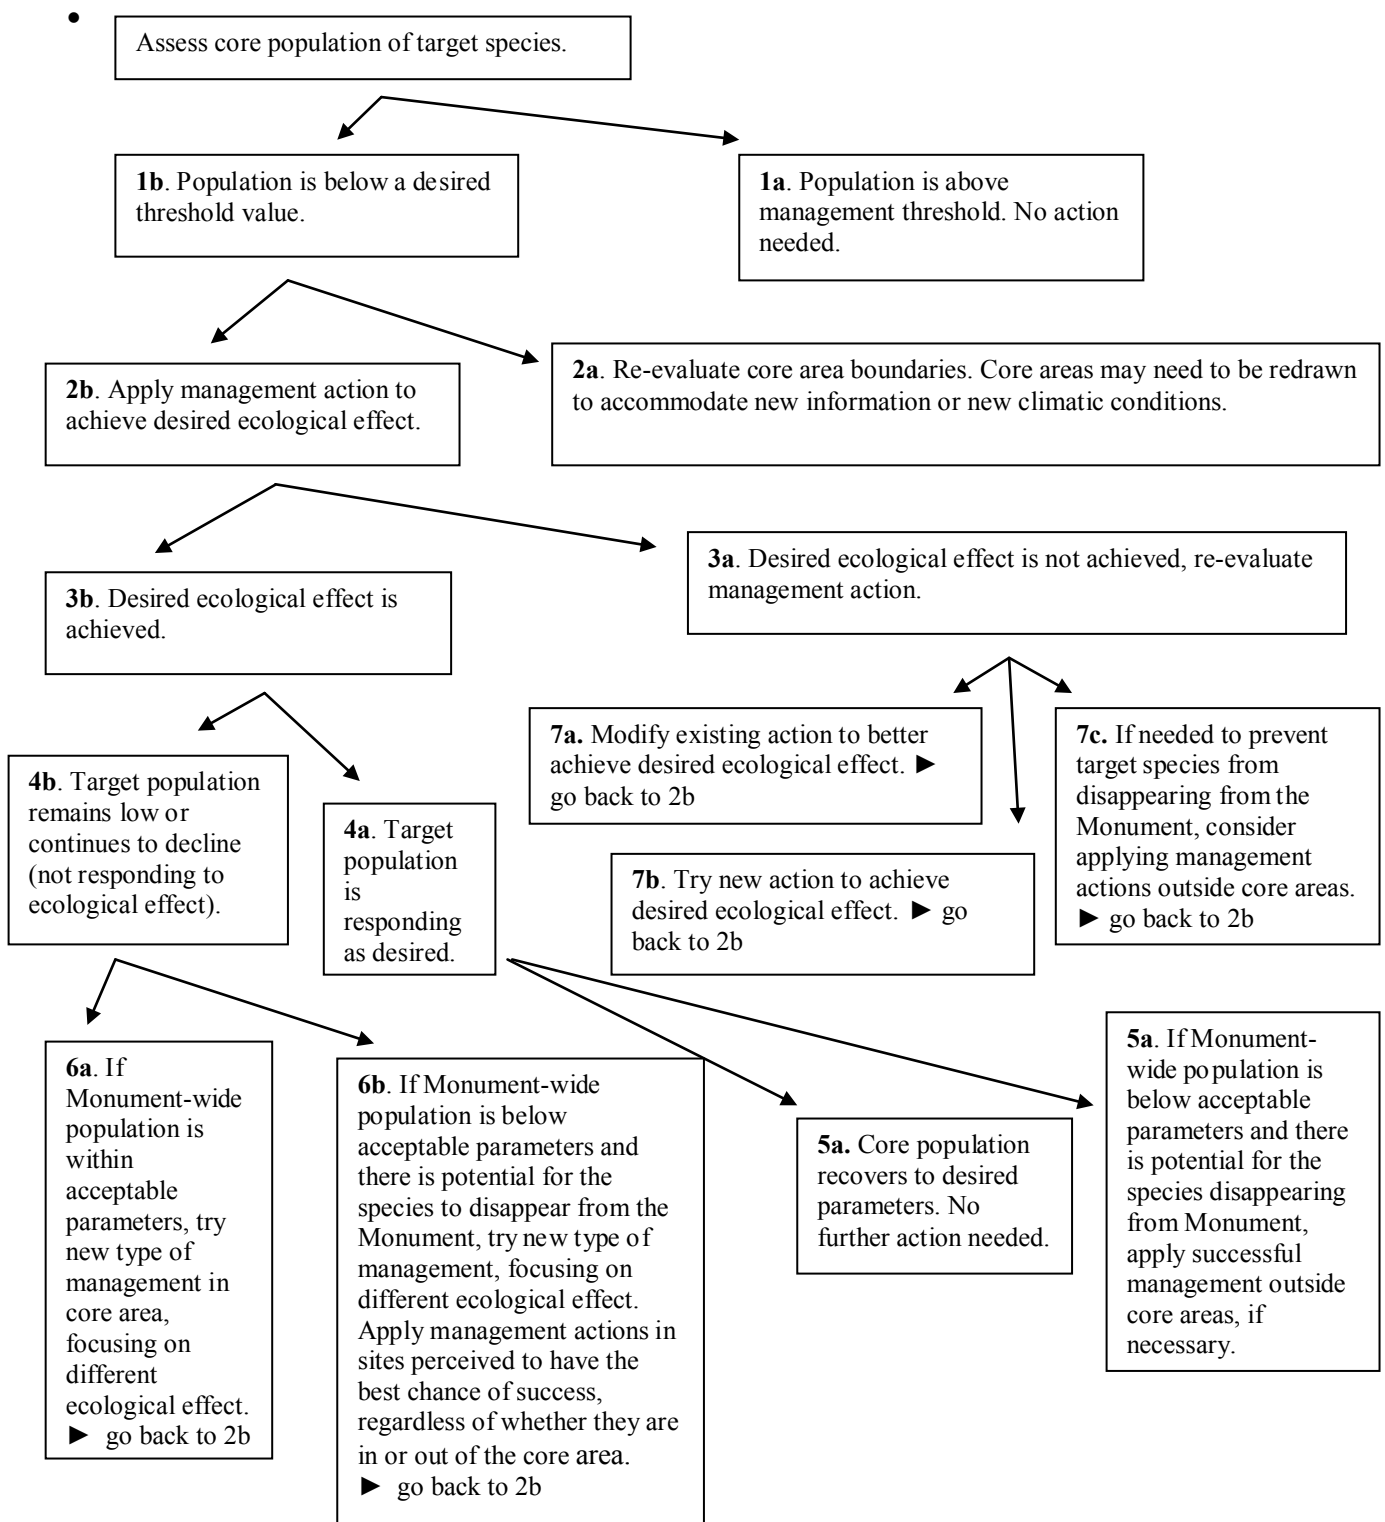 •
Assess core population of target species.
1b. Population is below a desired
threshold value.
1a. Population is above
management threshold. No action
needed.
2b. Apply management action to
achieve desired ecological effect.
2a. Re-evaluate core area boundaries. Core areas may need to be redrawn
to accommodate new information or new climatic conditions.
3b. Desired ecological effect is
achieved.
3a. Desired ecological effect is not achieved, re-evaluate
management action.
4b. Target population
remains low or
continues to decline
(not responding to
ecological effect).
4a. Target
population
is
responding
as desired.
7a. Modify existing action to better
achieve desired ecological effect. ►
go back to 2b
7b. Try new action to achieve
desired ecological effect. ► go
back to 2b
7c. If needed to prevent
target species from
disappearing from the
Monument, consider
applying management
actions outside core areas.
► go back to 2b
6a. If
Monument-wide
population is
within
acceptable
parameters, try
new type of
management in
core area,
focusing on
different
ecological effect.
► go back to 2b
6b. If Monument-wide
population is below
acceptable parameters and
there is potential for the
species to disappear from the
Monument, try new type of
management, focusing on
different ecological effect.
Apply management actions in
sites perceived to have the
best chance of success,
regardless of whether they are
in or out of the core area.
► go back to 2b
5a. Core population
recovers to desired
parameters. No
further action needed.
5a. If Monument-
wide population is
below acceptable
parameters and there
is potential for the
species disappearing
from Monument,
apply successful
management outside
core areas, if
necessary.